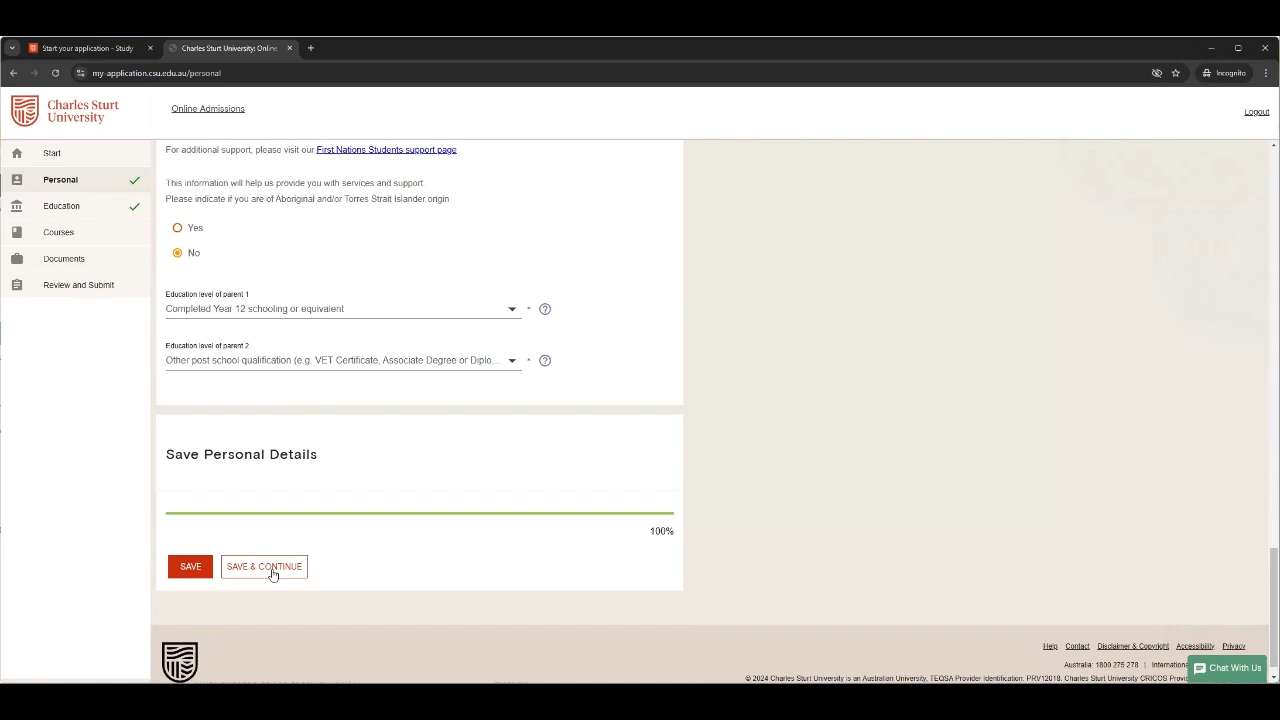 Start your application - Study
Charles Sturt University: Online
my-application.csu.edu.au/personal
Incognito
Charles Sturt
University
Online Admissions
Logout
Start
Personal
Education
Courses
Documents
Review and Submit
For additional support, please visit our First Nations Students support page
This information will help us provide you with services and support.
Please indicate if you are of Aboriginal and/or Torres Strait Islander origin
Yes
No
Education level of parent 1
Completed Year 12 schooling or equivalent
*
Education level of parent 2
Other post school qualification (e.g. VET Certificate, Associate Degree or Diplo...
*
Save Personal Details
100%
SAVE
SAVE & CONTINUE
Help Contact Disclaimer & Copyright Accessibility Privacy
Australia: 1800 275 278 |
© 2024 Charles Sturt University is an Australian University, TEQSA Provider Identification. PRV12018. Charles Sturt University CRICOS
Chat With Us